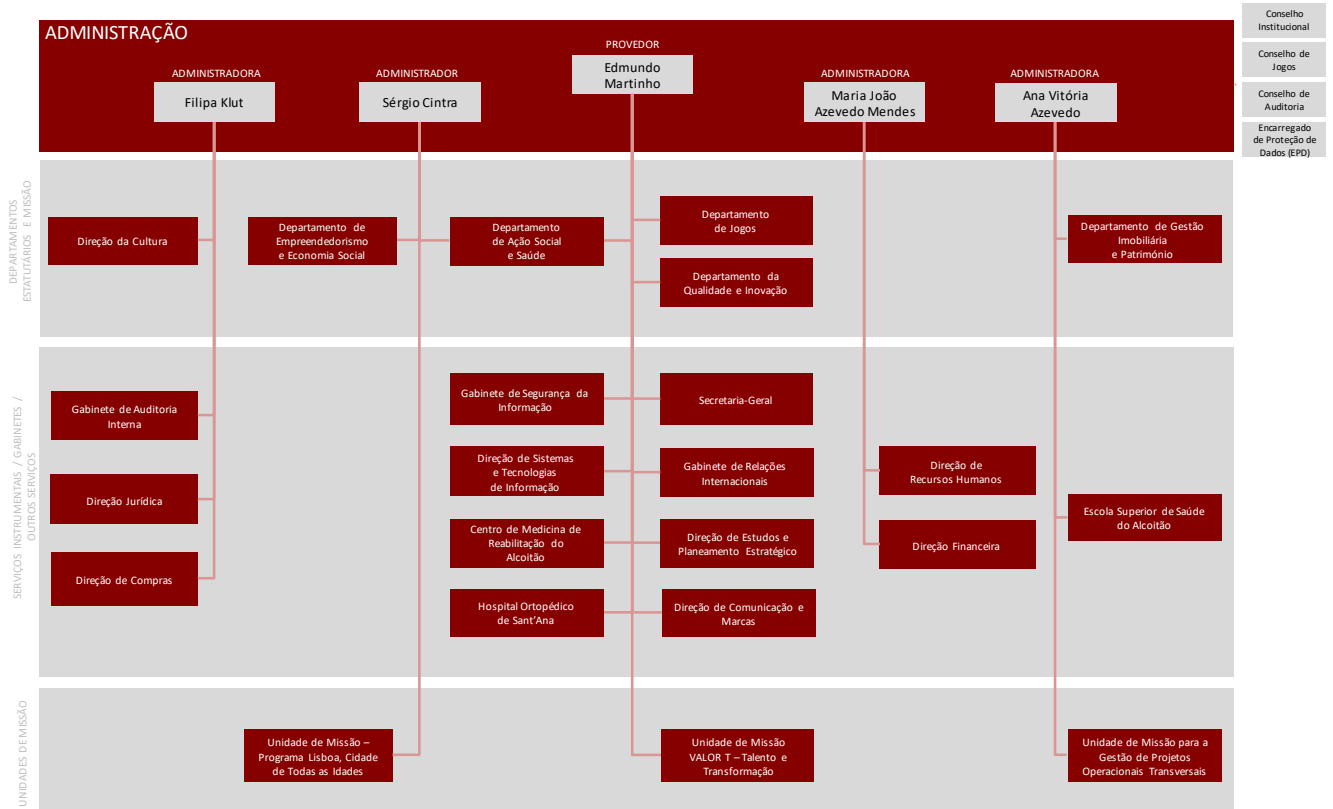 ADMINISTRAÇÃO
PROVEDOR
Edmundo
Martinho
ADMINISTRADORA
Filipa Klut
ADMINISTRADOR
Sérgio Cintra
ADMINISTRADORA
Maria João
Azevedo Mendes
ADMINISTRADORA
Ana Vitória
Azevedo
Conselho
Institucional
Conselho de
Jogos
Conselho de
Auditoria
Encarregado
de Proteção de
Dados (EPD)
DEPARTAMENTOS
ESTATUTÁRIOS E MISSÃO
Direção da Cultura
Departamento de
Empreendedorismo
e Economia Social
Departamento
de Ação Social
e Saúde
Departamento
de Jogos
Departamento da
Qualidade e Inovação
Departamento de Gestão
Imobiliária
e Património
SERVIÇOS INSTRUMENTAIS / GABINETES /
OUTROS SERVIÇOS
Gabinete de Auditoria
Interna
Direção Jurídica
Direção de Compras
Gabinete de Segurança da
Informação
Secretaria-Geral
Direção de Sistemas
e Tecnologias
de Informação
Gabinete de Relações
Internacionais
Centro de Medicina de
Reabilitação do
Alcoitão
Direção de Estudos e
Planeamento Estratégico
Hospital Ortopédico
de Sant’Ana
Direção de Comunicação e
Marcas
Direção de
Recursos Humanos
Direção Financeira
Escola Superior de Saúde
do Alcoitão
UNIDADES DE MISSÃO
Unidade de Missão –
Programa Lisboa, Cidade
de Todas as Idades
Unidade de Missão
VALOR T – Talento e
Transformação
Unidade de Missão para a
Gestão de Projetos
Operacionais Transversais